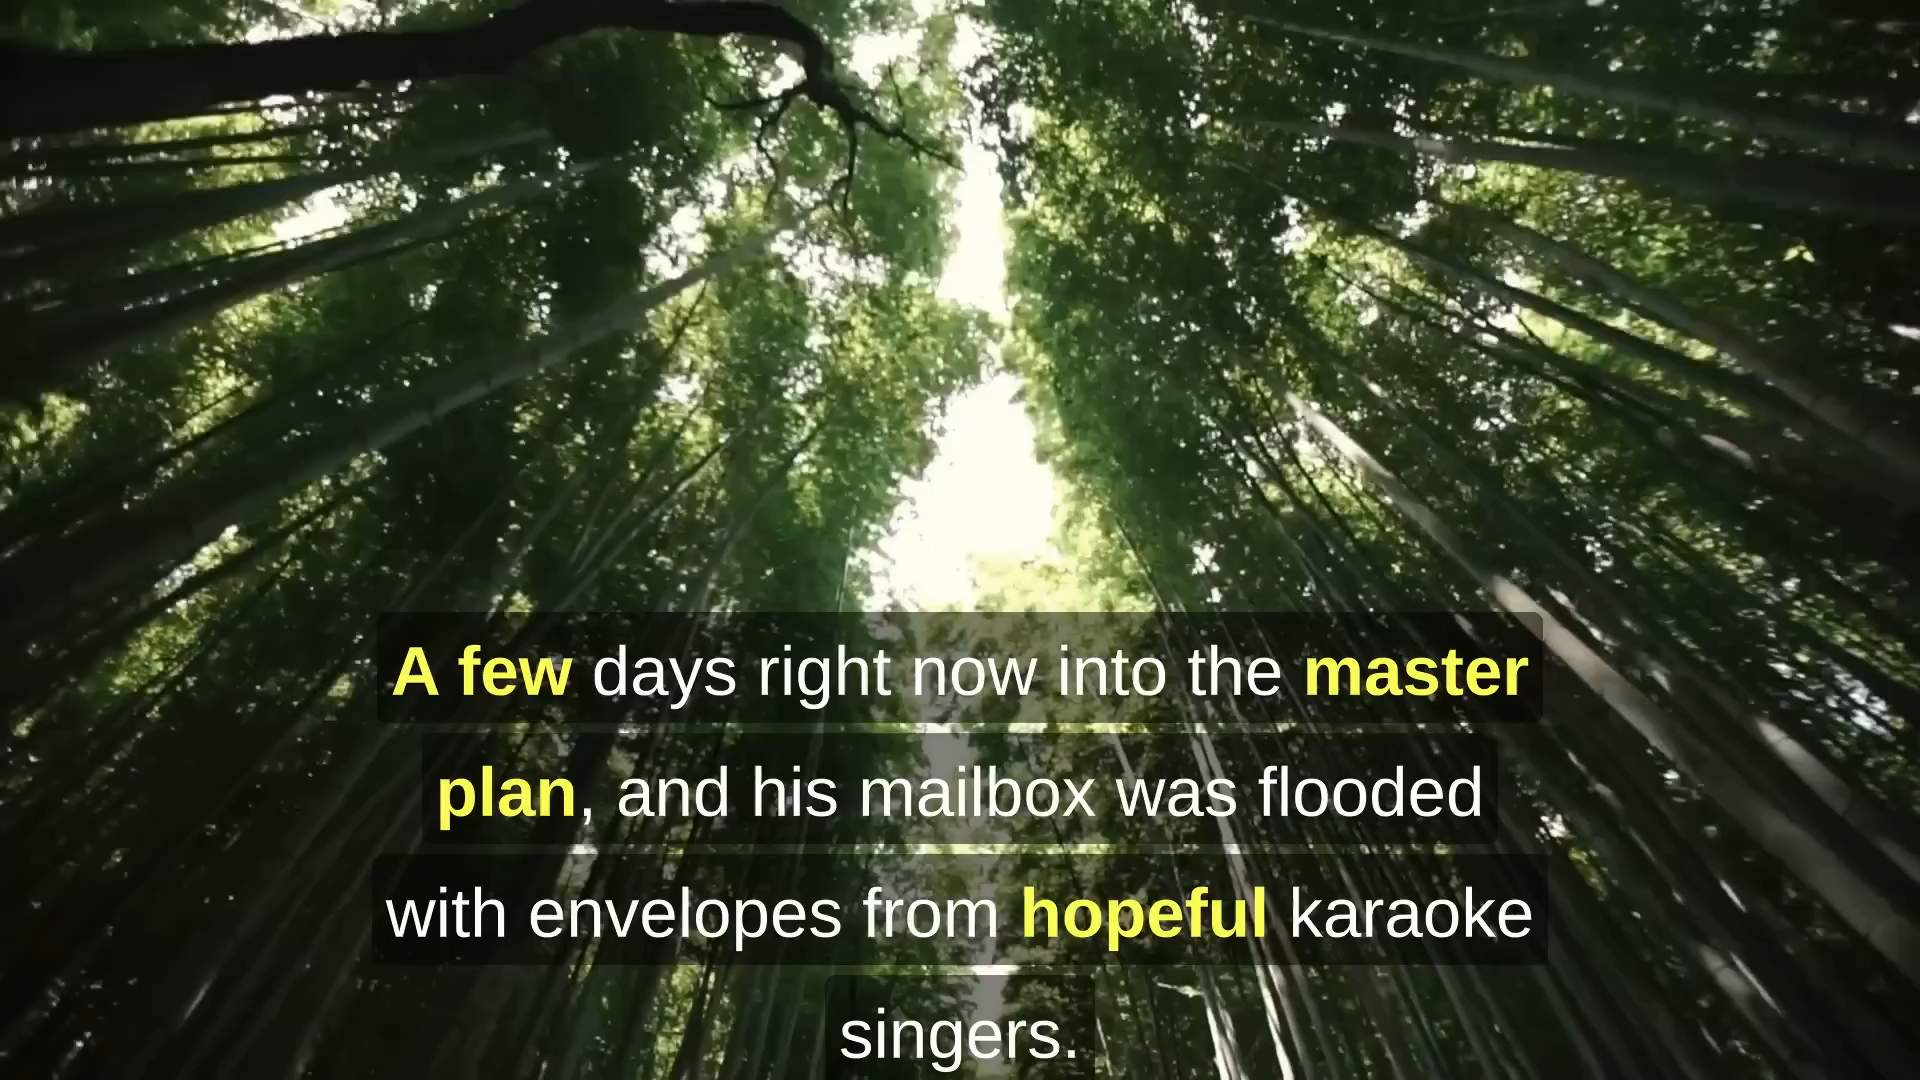 A few days right now into the master
plan, and his mailbox was flooded
with envelopes from hopeful karaoke
singers.